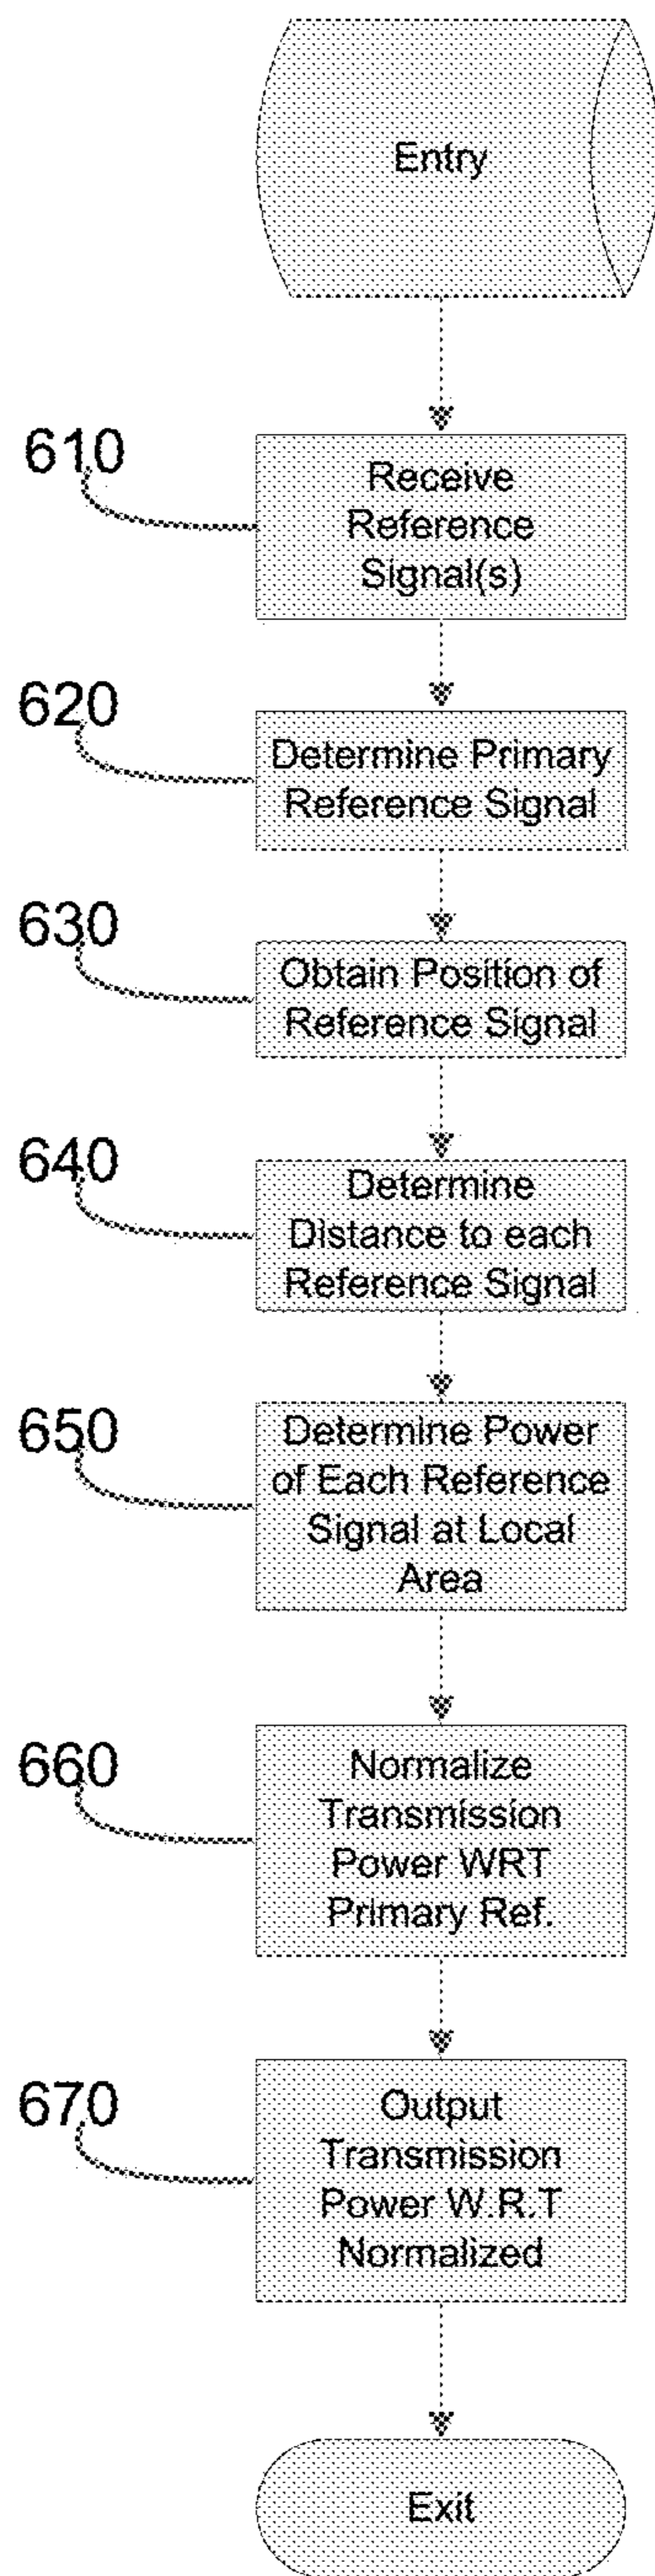 Entry
610
Receive
Reference
Signal(s)
620
Determine Primary
Reference Signal
630
Obtain Position of
Reference Signal
640
Determine
Distance to each
Reference Signal
650
Determine Power
of Each Reference
Signal at Local
Area
660
Normalize
Transmission
Power WRT
Primary Ref.
670
Output
Transmission
Power W.R.T
Normalized
Exit